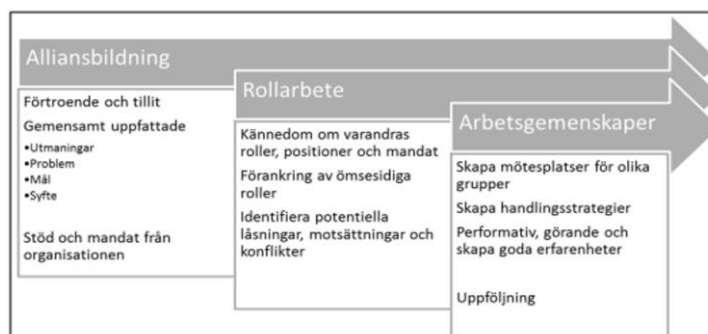 Alliansbildning
Förtroende och tillit
Gemensamt uppfattade
•Utmaningar
•Problem
•Mål
•Syfte
Stöd och mandat från
organisationen
Rollarbete
Kännedom om varandras
roller, positioner och mandat
Förankring av ömsesidiga
roller
Identifiera potentiella
låsningar, motsättningar och
konflikter
Arbetsgemenskaper
Skapa mötesplatser för olika
grupper
Skapa handlingsstrategier
Performativ, görande och
skapa goda erfarenheter
Uppföljning